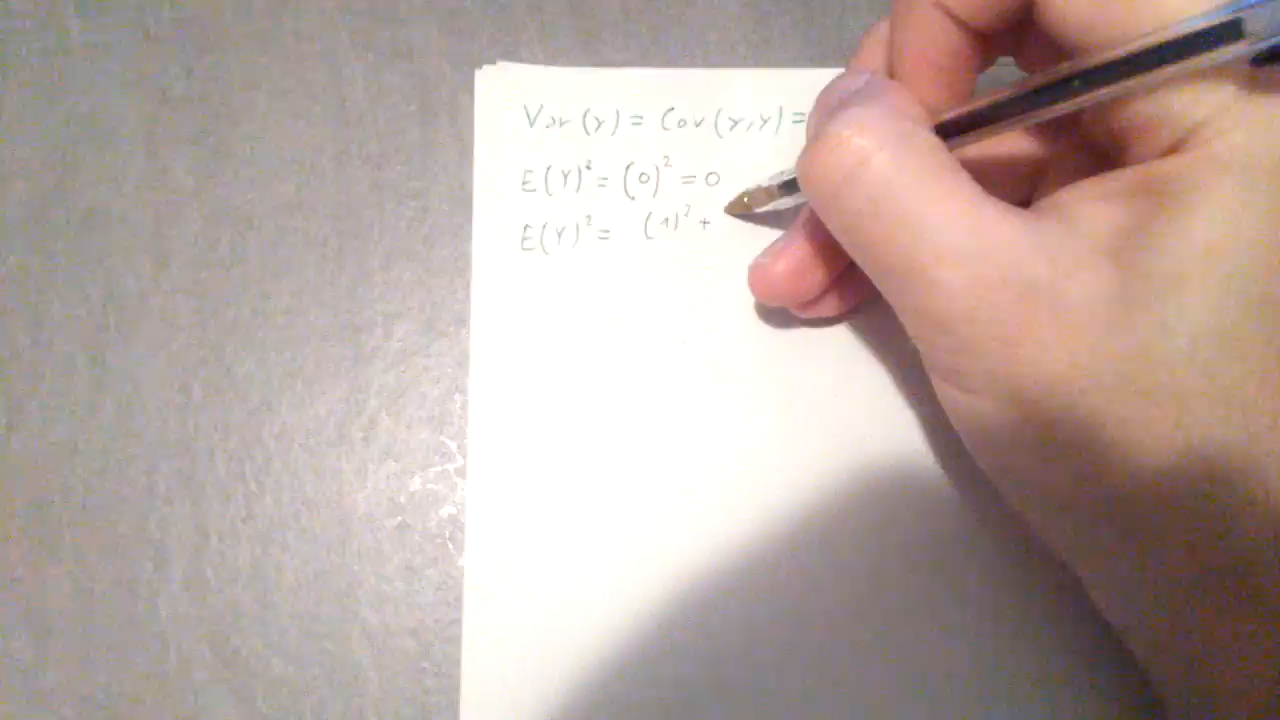 Var(Y) = Cov(Y,Y) =
E(Y)² = (0)² = 0
E(Y)² = (1)² +